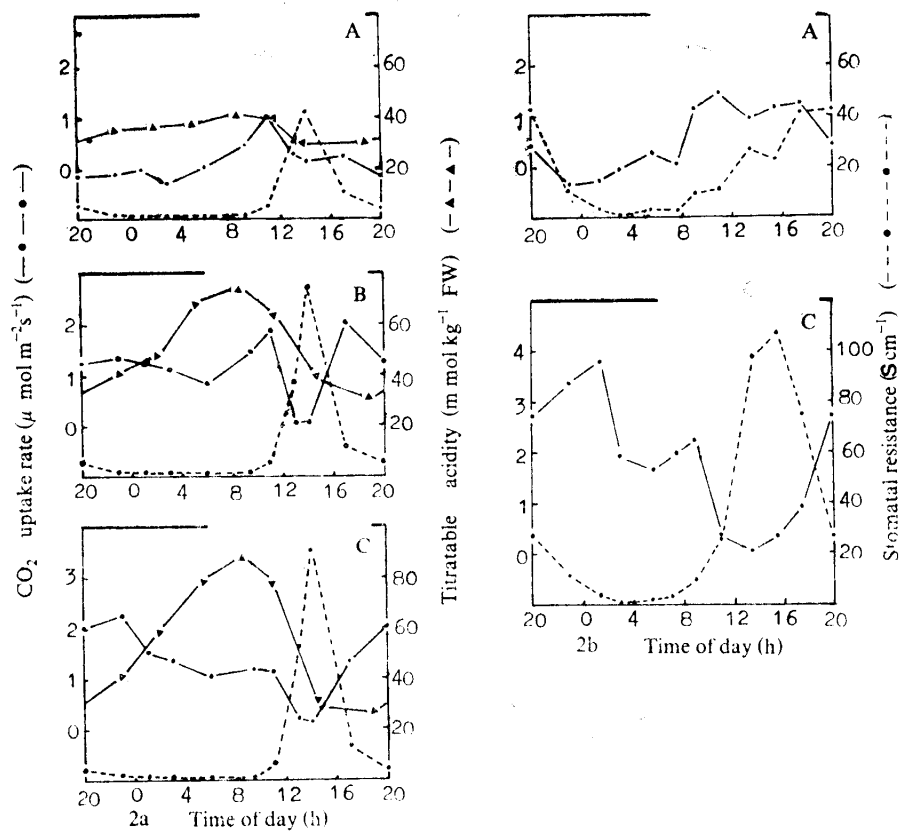 A
2
1
0
60
40
20
20 0 4 8 12 16 20
B
2
1
0
60
40
20
20 0 4 8 12 16 20
C
3
2
1
0
80
60
40
20
20 0 4 8 12 16 20
2a Time of day (h)
CO2 uptake rate (μ mol m−2s−1) (—●—●—)
Titratable acidity (m mol kg−1 FW) (—▲—▲—)
A
2
1
0
60
40
20
20 0 4 8 12 16 20
C
4
3
2
1
0
100
80
60
40
20
20 0 4 8 12 16 20
2b Time of day (h)
Stomatal resistance (S cm−1) (---●---●---)